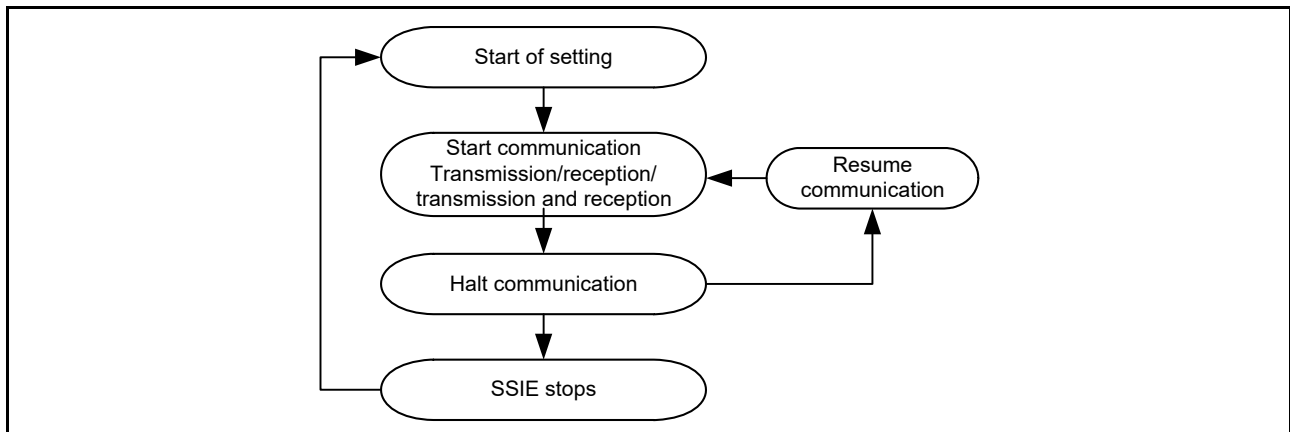 Start of setting
Start communication
Transmission/reception/
transmission and reception
Resume
communication
Halt communication
SSIE stops